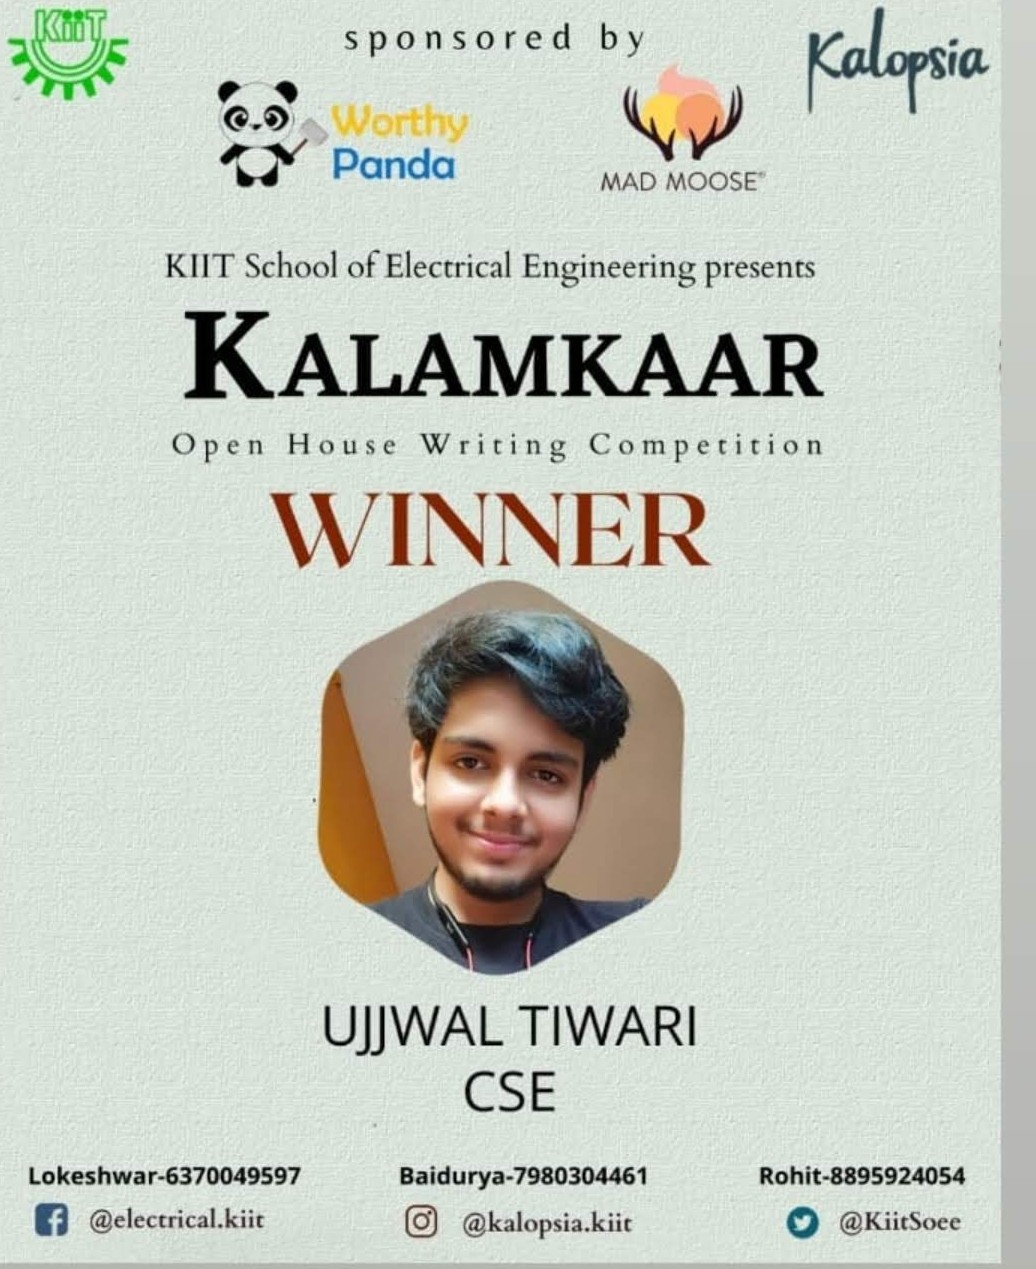 KiiT
sponsored by
Kalopsia
Worthy
Panda
MAD MOOSE®
KIIT School of Electrical Engineering presents
KALAMKAAR
Open House Writing Competition
WINNER
UJJWAL TIWARI
CSE
Lokeshwar-6370049597 Baidurya-7980304461 Rohit-8895924054
@electrical.kiit @kalopsia.kiit @KiitSoee